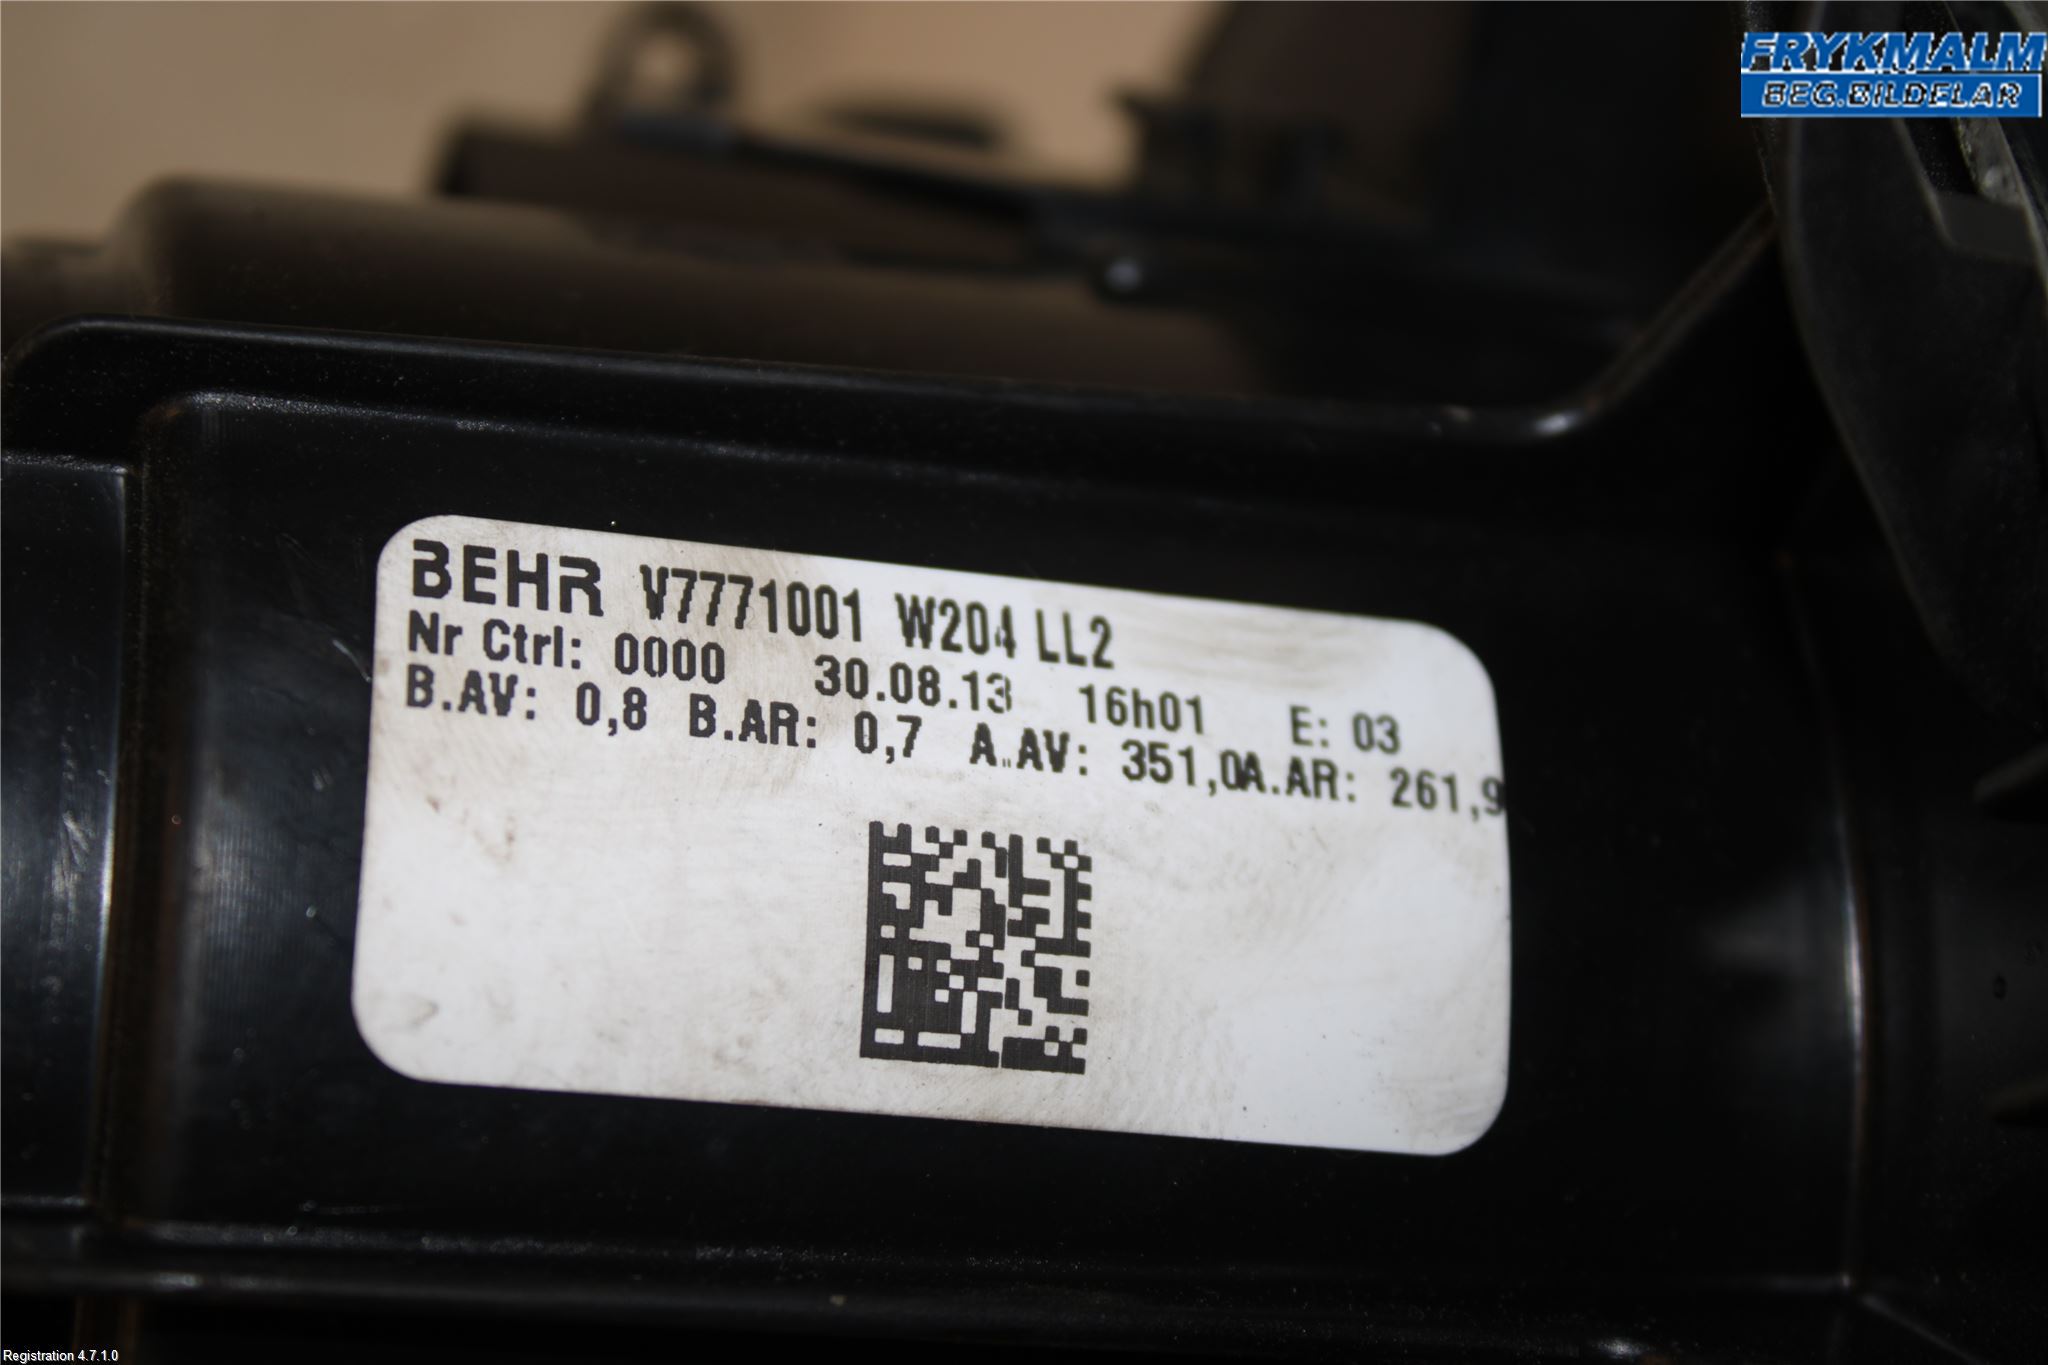 FRYKMALM
BEG.BILDELAR
BEHR V7771001 W204 LL2
Nr Ctrl: 0000 30.08.13 16h01 E: 03
B.AV: 0,8 B.AR: 0,7 A.AV: 351,0A.AR: 261,9
Registration 4.7.1.0